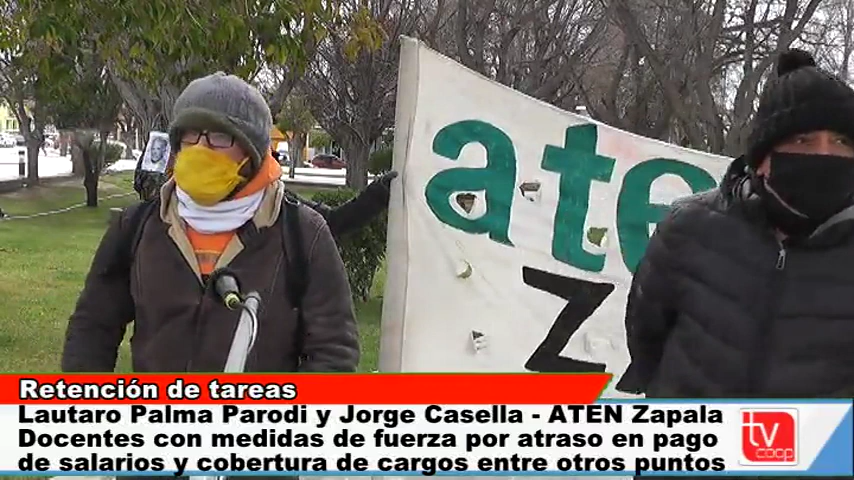 ate
Z
Retención de tareas
Lautaro Palma Parodi y Jorge Casella - ATEN Zapala
Docentes con medidas de fuerza por atraso en pago
de salarios y cobertura de cargos entre otros puntos
tv
coop